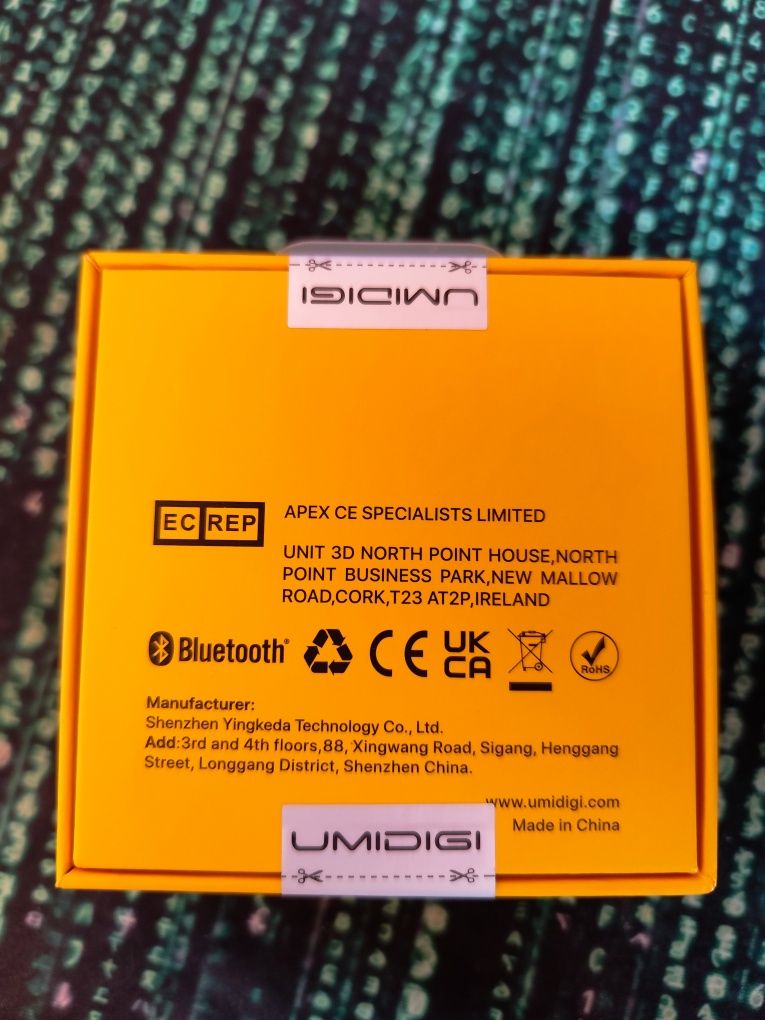 UMIDIGI
EC REP
APEX CE SPECIALISTS LIMITED
UNIT 3D NORTH POINT HOUSE,NORTH
POINT BUSINESS PARK,NEW MALLOW
ROAD,CORK,T23 AT2P,IRELAND
Bluetooth®
CE
UK
CA
RoHS
Manufacturer:
Shenzhen Yingkeda Technology Co., Ltd.
Add:3rd and 4th floors,88, Xingwang Road, Sigang, Henggang
Street, Longgang District, Shenzhen China.
www.umidigi.com
Made in China
UMIDIGI